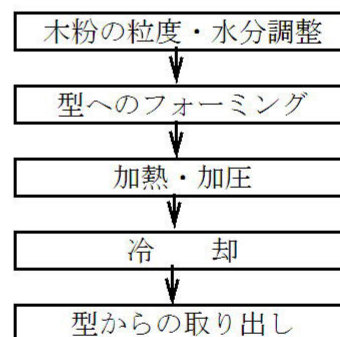 木粉の粒度・水分調整
型へのフォーミング
加熱・加圧
冷　　却
型からの取り出し